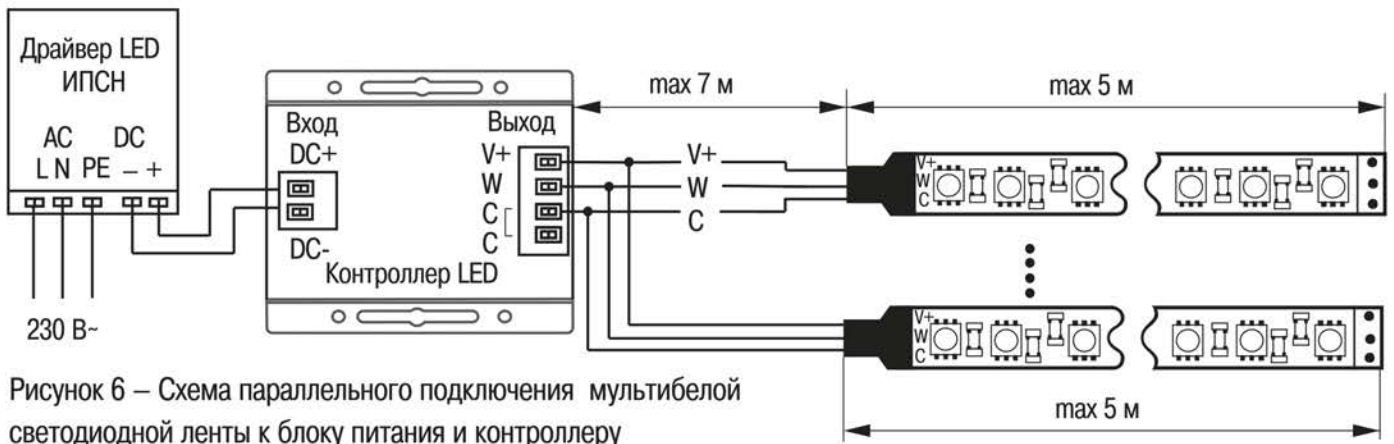 Драйвер LED
ИПСН
AC DC
L N PE – +
230 В~
Вход
DC+
DC-
Выход
V+
W
C
C
Контроллер LED
max 7 м
V+
W
C
max 5 м
V+
W
C
V+
W
C
max 5 м
Рисунок 6 – Схема параллельного подключения мультибелой
светодиодной ленты к блоку питания и контроллеру